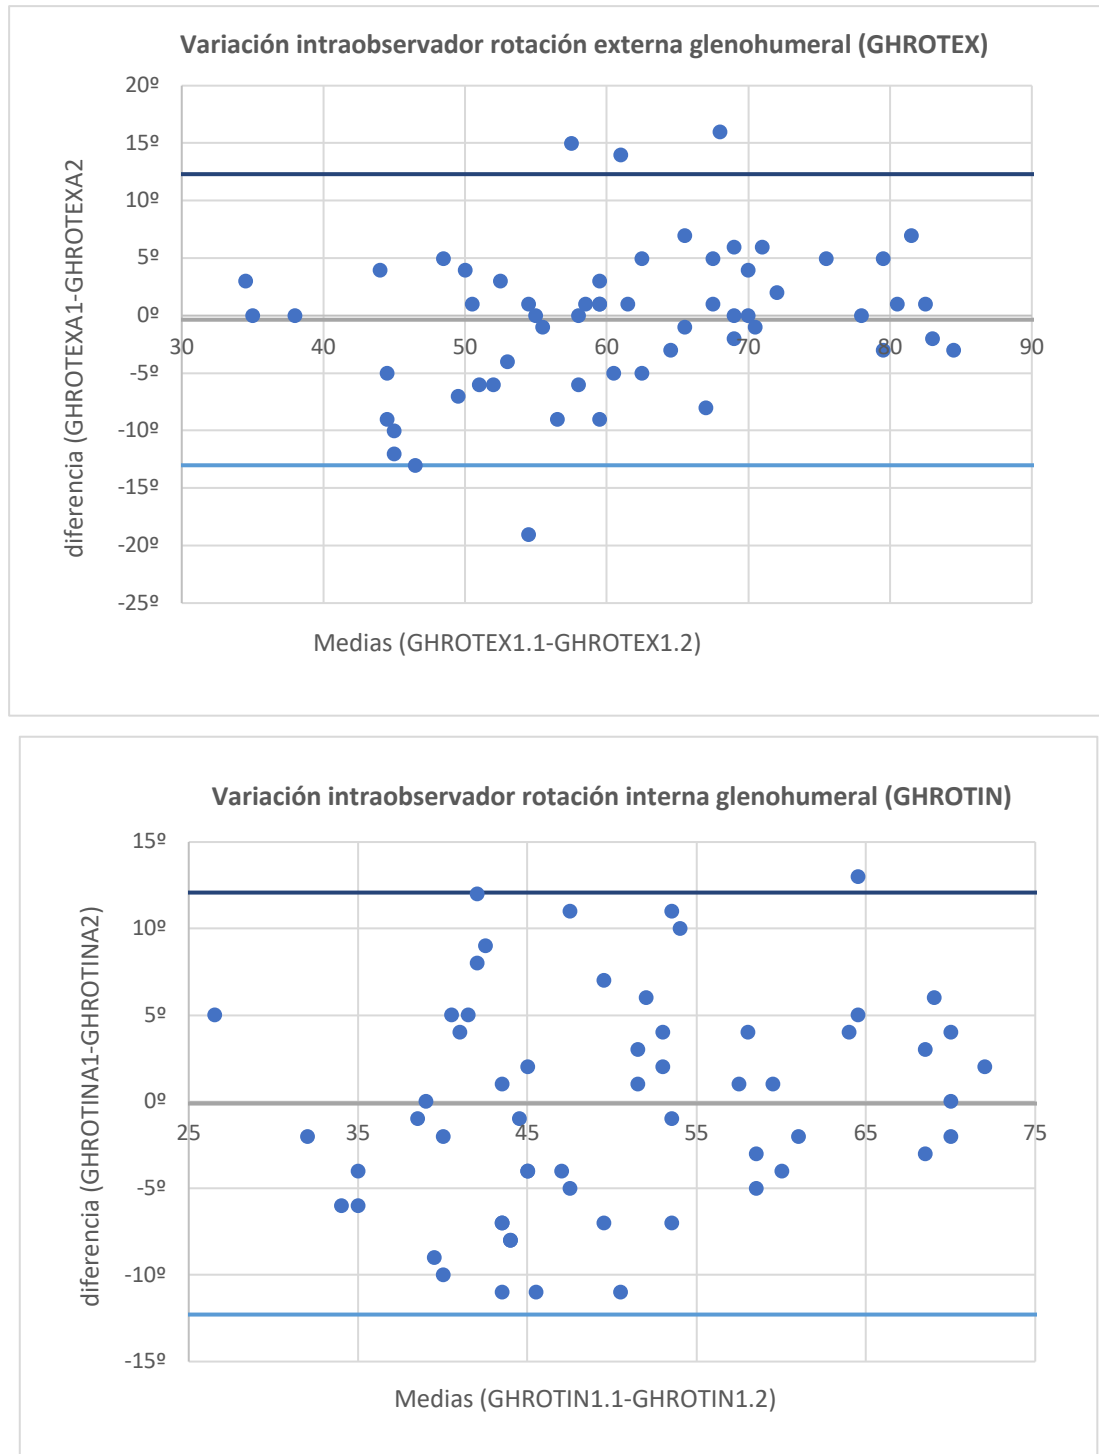 Variación intraobservador rotación externa glenohumeral (GHROTEX)
20º
15º
10º
5º
0º
-5º
-10º
-15º
-20º
-25º
30 40 50 60 70 80 90
diferencia (GHROTEXA1-GHROTEXA2
Medias (GHROTEX1.1-GHROTEX1.2)
Variación intraobservador rotación interna glenohumeral (GHROTIN)
15º
10º
5º
0º
-5º
-10º
-15º
25 35 45 55 65 75
diferencia (GHROTINA1-GHROTINA2)
Medias (GHROTIN1.1-GHROTIN1.2)